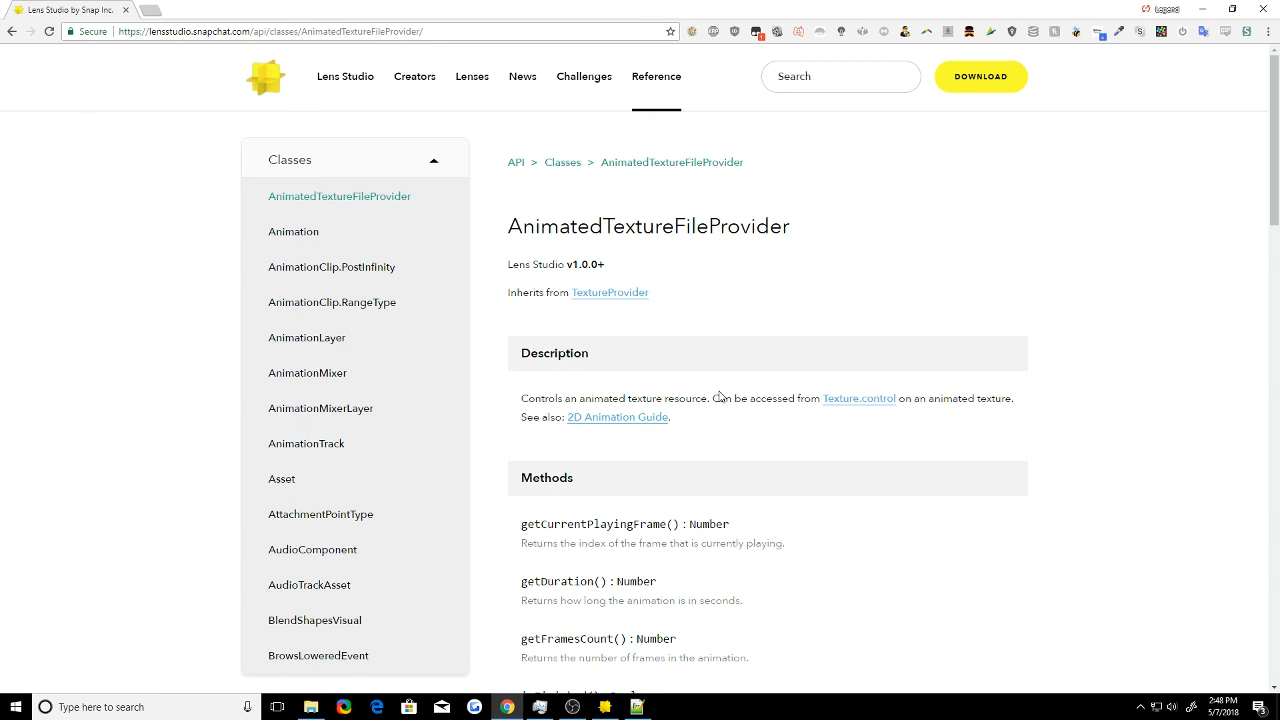 Lens Studio by Snap Inc.
Legend
Secure
https://lensstudio.snapchat.com/api/classes/AnimatedTextureFileProvider/
Lens Studio
Creators
Lenses
News
Challenges
Reference
Search
DOWNLOAD
Classes
AnimatedTextureFileProvider
Animation
AnimationClip.PostInfinity
AnimationClip.RangeType
AnimationLayer
AnimationMixer
AnimationMixerLayer
AnimationTrack
Asset
AttachmentPointType
AudioComponent
AudioTrackAsset
BlendShapesVisual
BrowsLoweredEvent
API > Classes > AnimatedTextureFileProvider
AnimatedTextureFileProvider
Lens Studio v1.0.0+
Inherits from TextureProvider
Description
Controls an animated texture resource. Can be accessed from Texture.control on an animated texture.
See also: 2D Animation Guide.
Methods
getCurrentPlayingFrame() : Number
Returns the index of the frame that is currently playing.
getDuration() : Number
Returns how long the animation is in seconds.
getFramesCount() : Number
Returns the number of frames in the animation.
Type here to search
2:48 PM
5/7/2018